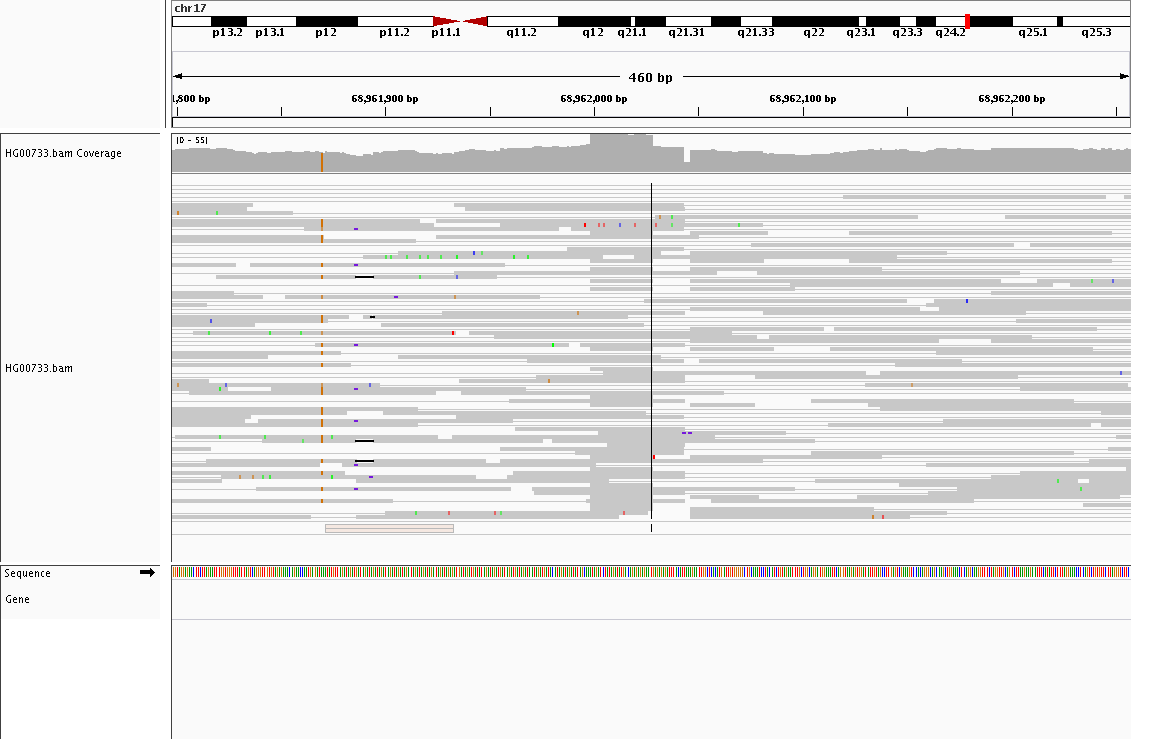 chr17
p13.2 p13.1 p12 p11.2 p11.1 q11.2 q12 q21.1 q21.31 q21.33 q22 q23.1 q23.3 q24.2 q25.1 q25.3
460 bp
1,800 bp 68,961,900 bp 68,962,000 bp 68,962,100 bp 68,962,200 bp
HG00733.bam Coverage
[0 - 55]
HG00733.bam
Sequence
Gene